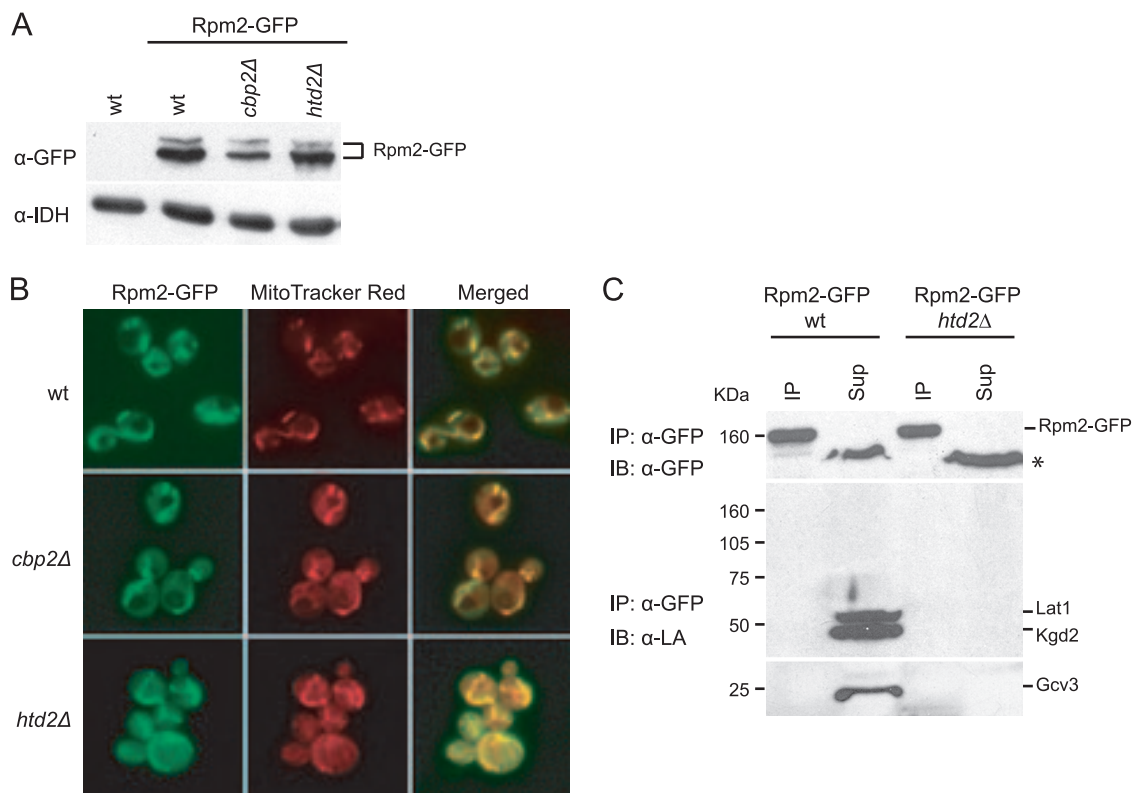 A
Rpm2-GFP
wt
wt
cbp2Δ
htd2Δ
α-GFP
Rpm2-GFP
α-IDH
B
Rpm2-GFP
MitoTracker Red
Merged
wt
cbp2Δ
htd2Δ
C
Rpm2-GFP
wt
Rpm2-GFP
htd2Δ
KDa
IP
Sup
IP
Sup
IP: α-GFP
160
Rpm2-GFP
IB: α-GFP
*
160
105
75
IP: α-GFP
Lat1
50
IB: α-LA
Kgd2
25
Gcv3